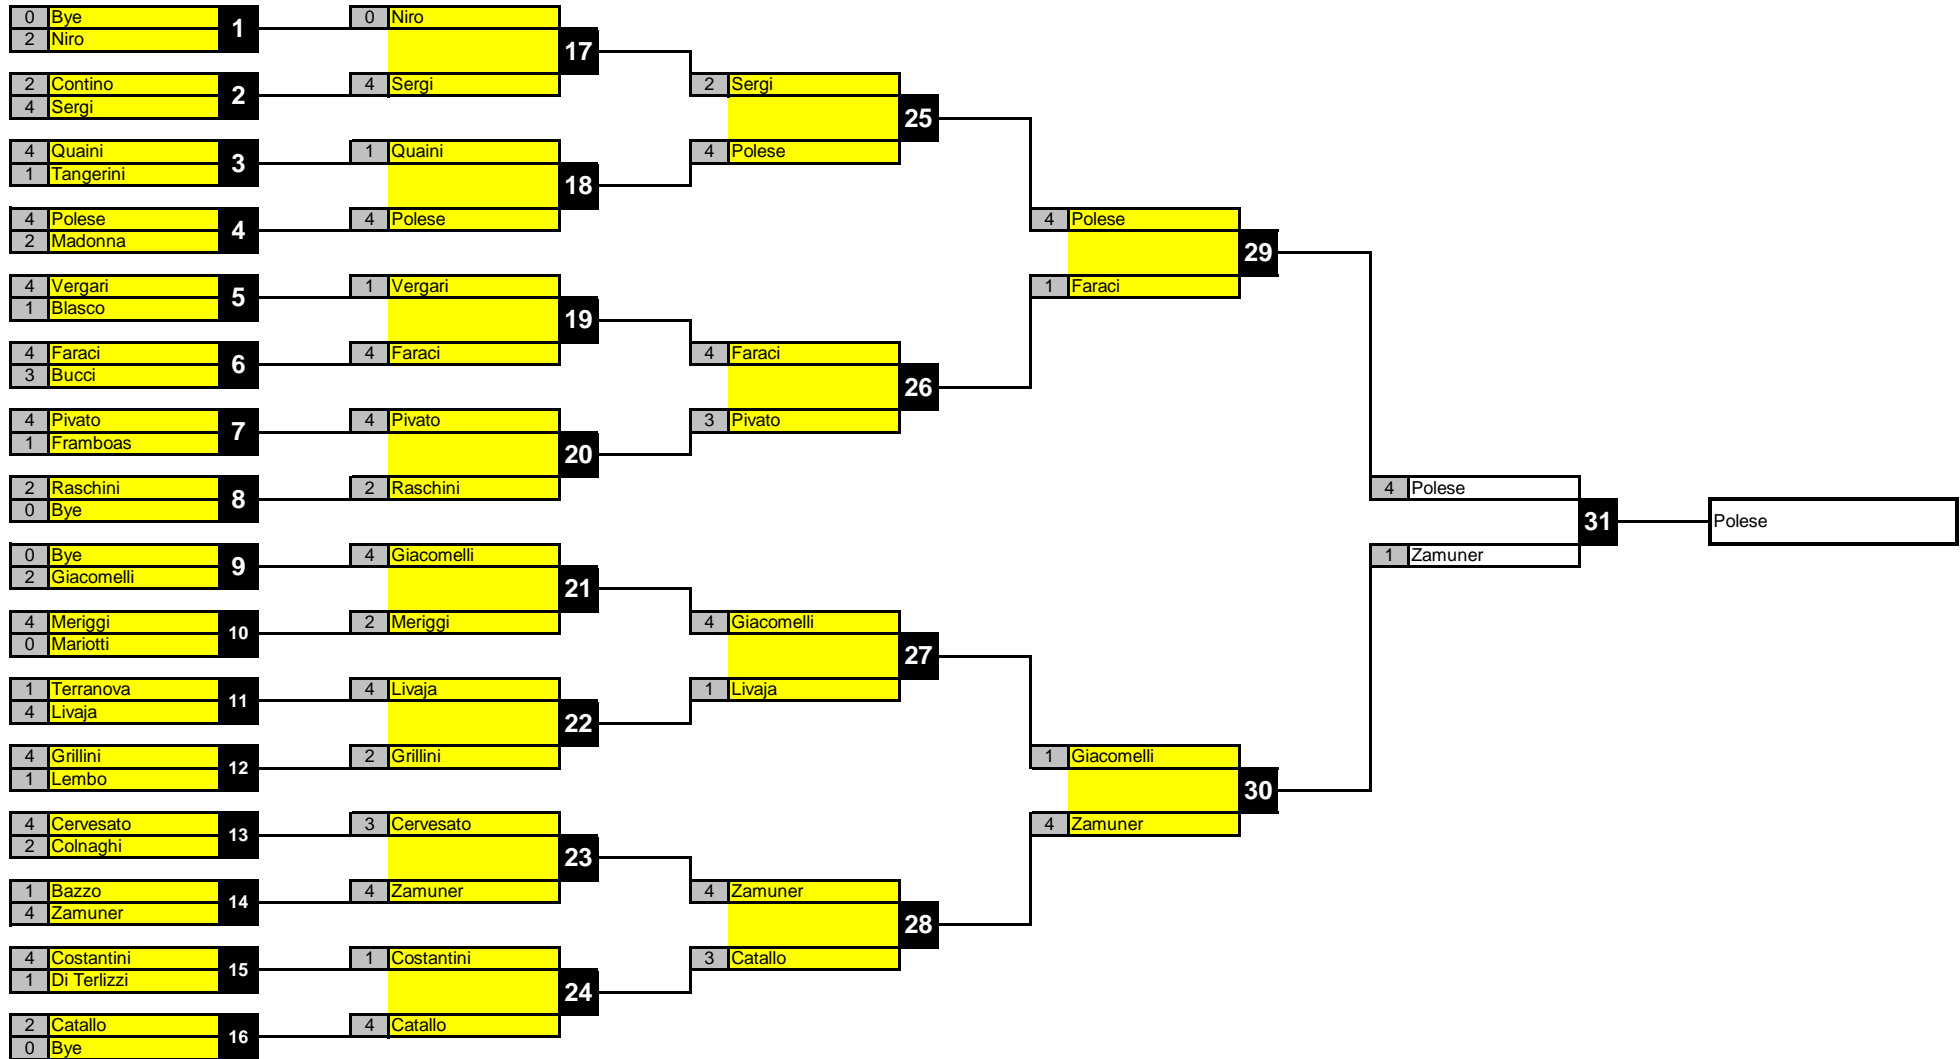 0 Bye 1
2 Niro
2 Contino 2
4 Sergi
4 Quaini 3
1 Tangerini
4 Polese 4
2 Madonna
4 Vergari 5
1 Blasco
4 Faraci 6
3 Bucci
4 Pivato 7
1 Framboas
2 Raschini 8
0 Bye
0 Bye 9
2 Giacomelli
4 Meriggi 10
0 Mariotti
1 Terranova 11
4 Livaja
4 Grillini 12
1 Lembo
4 Cervesato 13
2 Colnaghi
1 Bazzo 14
4 Zamuner
4 Costantini 15
1 Di Terlizzi
2 Catallo 16
0 Bye
0 Niro
17
4 Sergi
1 Quaini
18
4 Polese
1 Vergari
19
4 Faraci
4 Pivato
20
2 Raschini
4 Giacomelli
21
2 Meriggi
4 Livaja
22
2 Grillini
3 Cervesato
23
4 Zamuner
1 Costantini
24
4 Catallo
2 Sergi
25
4 Polese
4 Faraci
26
3 Pivato
4 Giacomelli
27
1 Livaja
4 Zamuner
28
3 Catallo
4 Polese
29
1 Faraci
1 Giacomelli
30
4 Zamuner
4 Polese
31
1 Zamuner
Polese